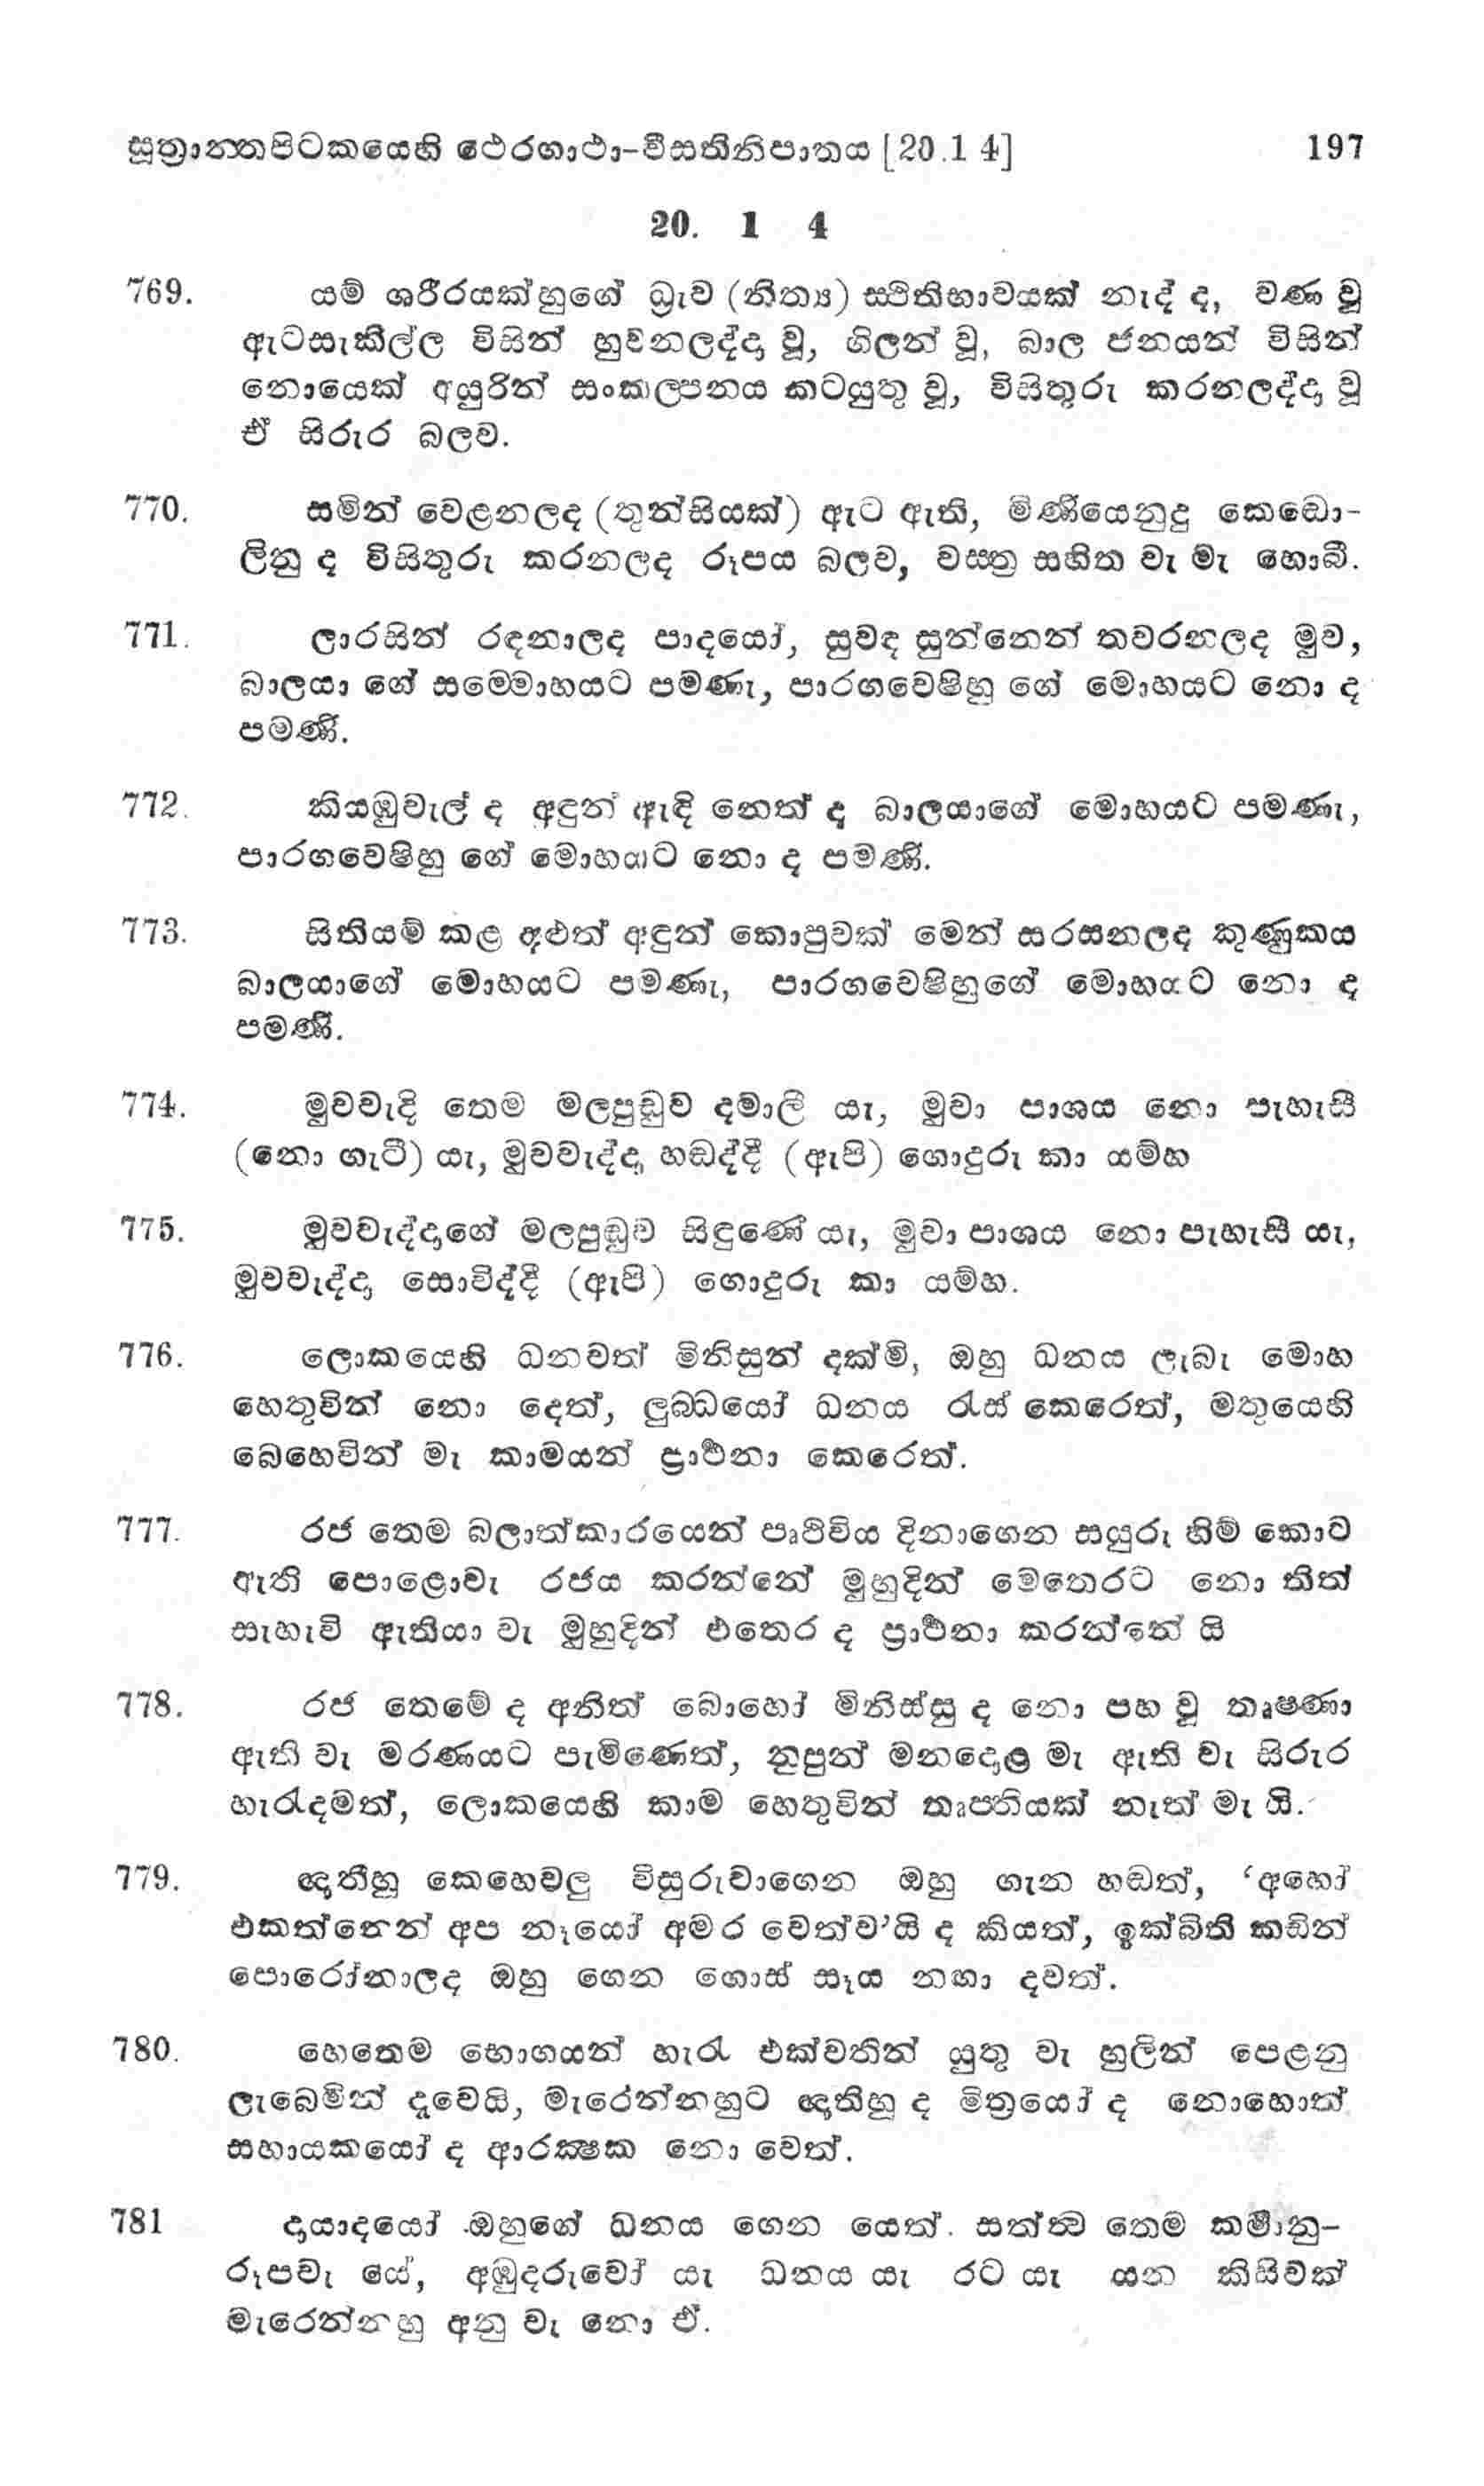 සූත්‍රාන්තපිටකයෙහි ථෙරගාථා-වීසතිනිපාතය [20.1 4] 197
20. 1 4
769. යම් ශරීරයක්හුගේ ධ්‍රැව (නිත්‍ය) ස්ථිතිභාවයක් නැද්ද, වණ වූ
ඇටසැකිල්ල විසින් හුවනලද්දා වූ, ගිලන් වූ, බාල ජනයන් විසින්
නොයෙක් අයුරින් සංකල්පනය කටයුතු වූ, විසිතුරු කරනලද්දා වූ
ඒ සිරුර බලව.
770. සමින් වෙළනලද (තුන්සියක්) ඇට ඇති, මිණියෙනුදු කෙඬො-
ලිනු ද විසිතුරු කරනලද රූපය බලව, වස්ත්‍ර සහිත වැ මැ හොබී.
771. ලාරසින් රඳනාලද පාදයෝ, සුවඳ සුන්නෙන් තවරනලද මුව,
බාලයා ගේ සම්මොහයට පමණැ, පාරගවෙෂිහු ගේ මොහයට නො ද
පමණි.
772. කියඹුවැල් ද අඳුන් ඇඳි නෙත් ද බාලයාගේ මොහයට පමණැ,
පාරගවෙෂිහු ගේ මොහයට නො ද පමණි.
773. සිතියම් කළ අළුත් අඳුන් කොපුවක් මෙන් සරසනලද කුණුකය
බාලයාගේ මොහයට පමණැ, පාරගවෙෂිහුගේ මොහයට නො ද
පමණි.
774. මුවවැදි තෙම මලපුඬුව දමාලී යැ, මුවා පාශය නො පැහැසී
(නො ගැටී) යැ, මුවවැද්දා හඬද්දී (ඇපි) ගොදුරු කා යම්හ
775. මුවවැද්දාගේ මලපුඬුව සිඳුණේ යැ, මුවා පාශය නො පැහැසී යැ,
මුවවැද්දා සොවිද්දී (ඇපි) ගොදුරු කා යම්හ.
776. ලොකයෙහි ධනවත් මිනිසුන් දක්මි, ඔහු ධනය ලැබැ මොහ
හෙතුවින් නො දෙත්, ලුබ්ධයෝ ධනය රැස් කෙරෙත්, මතුයෙහි
බෙහෙවින් මැ කාමයන් ප්‍රාර්ථනා කෙරෙත්.
777. රජ තෙම බලාත්කාරයෙන් පෘථිවිය දිනාගෙන සයුරු හිම් කොට
ඇති පොළොවැ රජය කරන්නේ මුහුදින් මෙතෙරට නො තිත්
සැහැවි ඇතියා වැ මුහුදින් එතෙර ද ප්‍රාර්ථනා කරන්නේ යි
778. රජ තෙමේ ද අනිත් බොහෝ මිනිස්සු ද නො පහ වූ තෘෂ්ණා
ඇති වැ මරණයට පැමිණෙත්, නුපුන් මනදොළ මැ ඇති වැ සිරුර
හැරැදමත්, ලොකයෙහි කාම හෙතුවින් තෘප්තියක් නැත් මැ යි.
779. ඥාතීහු කෙහෙවලු විසුරුවාගෙන ඔහු ගැන හඬත්, ‘අහෝ
එකත්නෙන් අප නෑයෝ අමර වෙත්ව’යි ද කියත්, ඉක්බිති කඩින්
පොරෝනාලද ඔහු ගෙන ගොස් සෑය නඟා දවත්.
780. හෙතෙම භොගයන් හැරැ එක්වතින් යුතු වැ හුලින් පෙළනු
ලැබෙමින් දැවෙයි, මැරෙන්නහුට ඥාතිහු ද මිත්‍රයෝ ද නොහොත්
සහායකයෝ ද ආරක්ෂක නො වෙත්.
781 දායාදයෝ ඔහුගේ ධනය ගෙන යෙත්. සත්ත්ව තෙම කර්මානු-
රූපවැ යේ, අඹුදරුවෝ යැ ධනය යැ රට යැ යන කිසිවක්
මැරෙන්නහු අනු වැ නො ඒ.